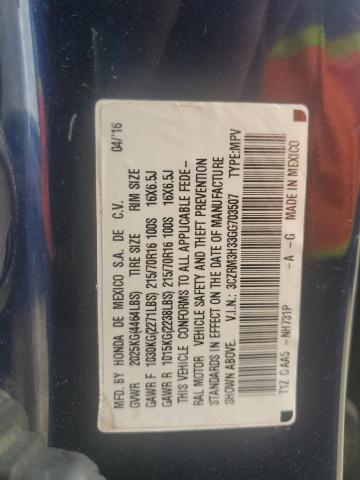 MFD. BY HONDA DE MEXICO S.A. DE C.V. 04/'16
GVWR 2025KG(4464LBS) TIRE SIZE RIM SIZE
GAWR F 1030KG(2271LBS) 215/70R16 100S 16X6.5J
GAWR R 1015KG(2238LBS) 215/70R16 100S 16X6.5J
THIS VEHICLE CONFORMS TO ALL APPLICABLE FEDE-
RAL MOTOR VEHICLE SAFETY AND THEFT PREVENTION
STANDARDS IN EFFECT ON THE DATE OF MANUFACTURE
SHOWN ABOVE. V.I.N.: 3CZRM3H33GG703507 TYPE:MPV
T1Z GAA5 -NH731P -A -G MADE IN MEXICO